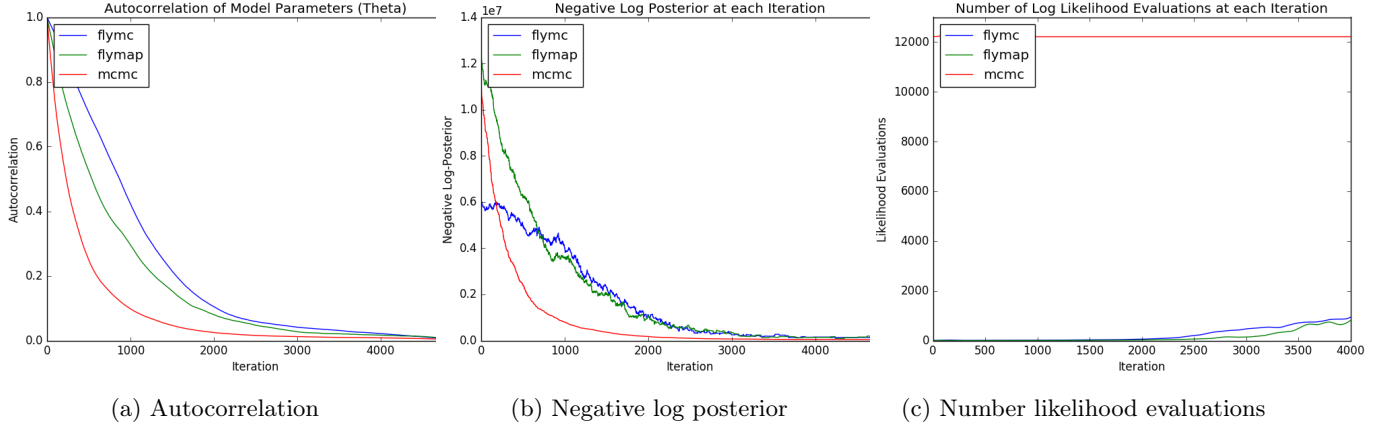 Autocorrelation of Model Parameters (Theta)
1.0
0.8
0.6
0.4
0.2
0.0
0
1000
2000
3000
4000
Autocorrelation
Iteration
flymc
flymap
mcmc
(a) Autocorrelation
Negative Log Posterior at each Iteration
1e7
1.4
1.2
1.0
0.8
0.6
0.4
0.2
0.0
0
1000
2000
3000
4000
Negative Log-Posterior
Iteration
flymc
flymap
mcmc
(b) Negative log posterior
Number of Log Likelihood Evaluations at each Iteration
12000
10000
8000
6000
4000
2000
0
0
500
1000
1500
2000
2500
3000
3500
4000
Likelihood Evaluations
Iteration
flymc
flymap
mcmc
(c) Number likelihood evaluations